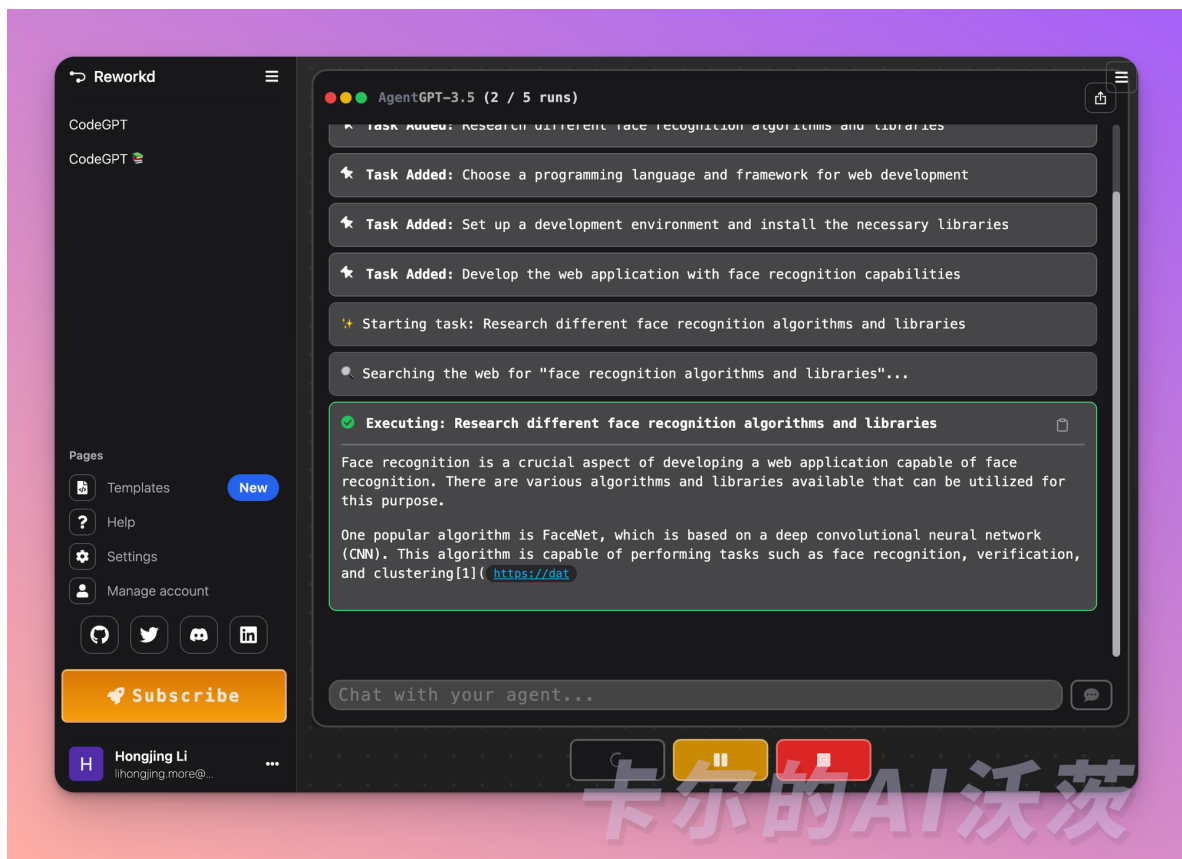 Reworkd
CodeGPT
CodeGPT 📚
Pages
Templates
New
Help
Settings
Manage account
Subscribe
H
Hongjing Li
lihongjing.more@...
AgentGPT-3.5 (2 / 5 runs)
Task Added: Research different face recognition algorithms and libraries
Task Added: Choose a programming language and framework for web development
Task Added: Set up a development environment and install the necessary libraries
Task Added: Develop the web application with face recognition capabilities
✨ Starting task: Research different face recognition algorithms and libraries
🔍 Searching the web for "face recognition algorithms and libraries"...
Executing: Research different face recognition algorithms and libraries
Face recognition is a crucial aspect of developing a web application capable of face
recognition. There are various algorithms and libraries available that can be utilized for
this purpose.
One popular algorithm is FaceNet, which is based on a deep convolutional neural network
(CNN). This algorithm is capable of performing tasks such as face recognition, verification,
and clustering[1]( https://dat
Chat with your agent...
卡尔的AI沃茨